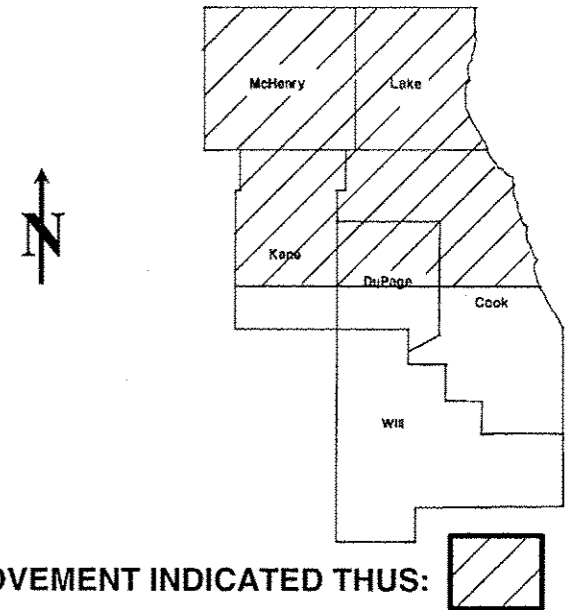 McHenry
Lake
N
Kane
DuPage
Cook
Will
OVEMENT INDICATED THUS: